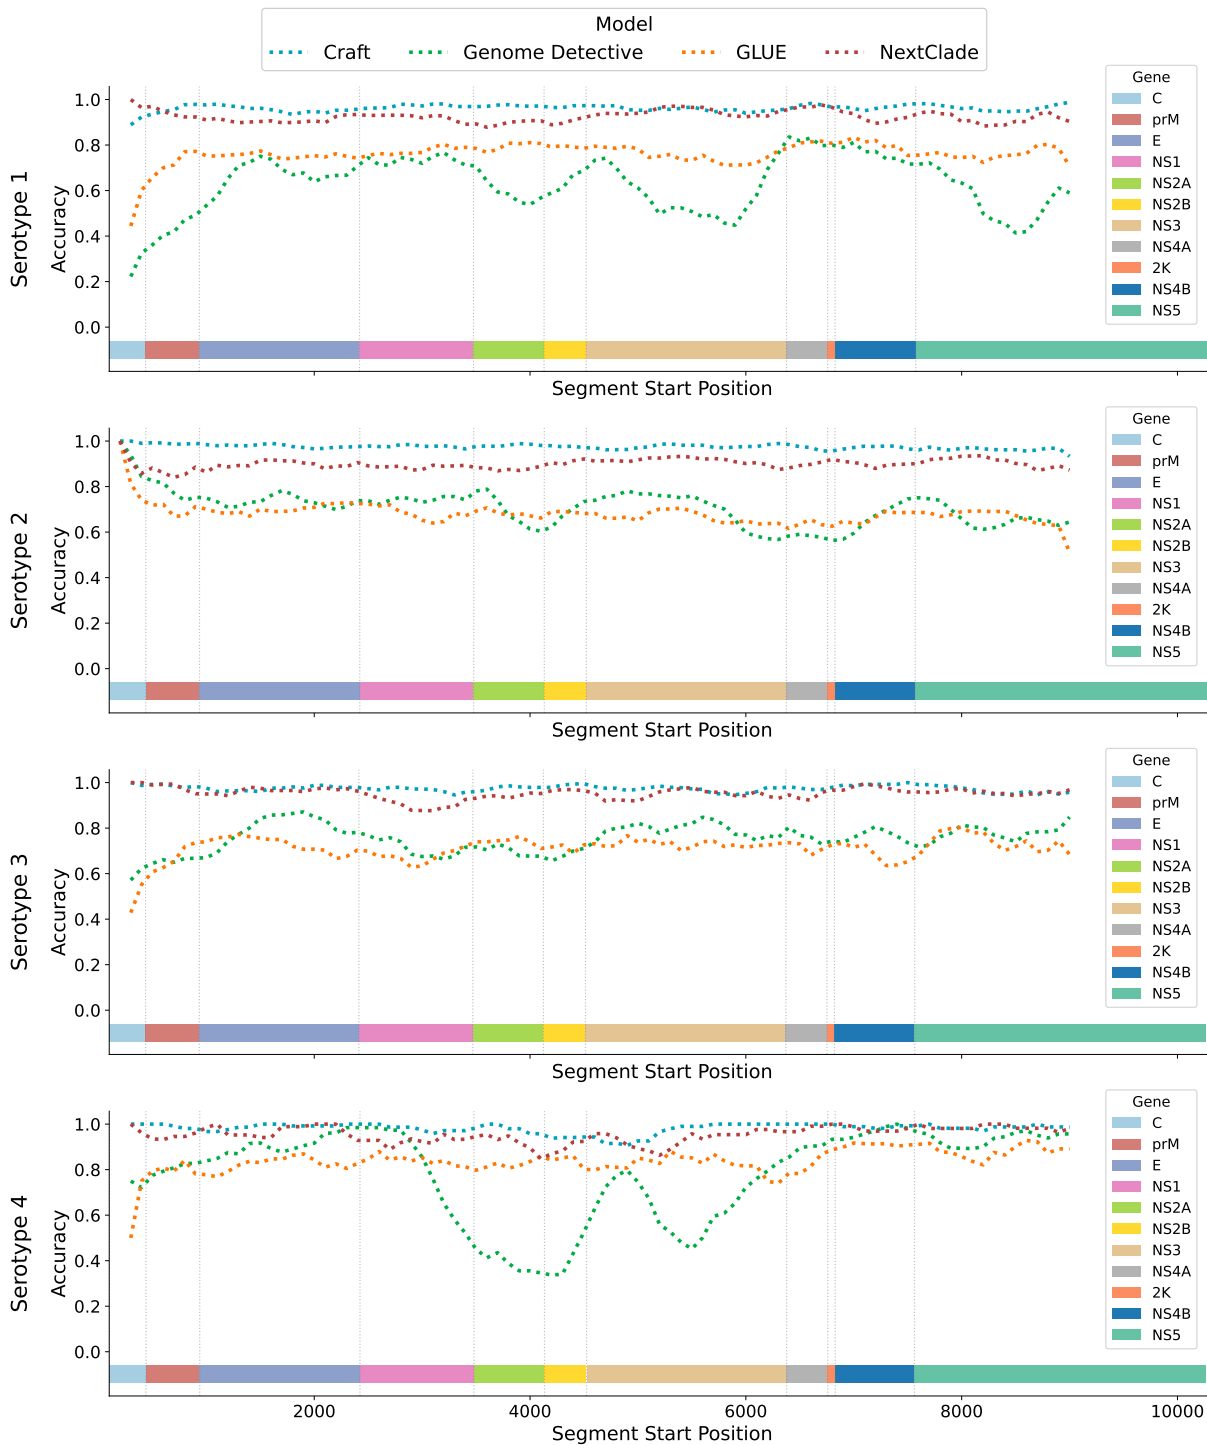 Model
Craft Genome Detective GLUE NextClade
Serotype 1
Accuracy
1.0
0.8
0.6
0.4
0.2
0.0
Gene
C
prM
E
NS1
NS2A
NS2B
NS3
NS4A
2K
NS4B
NS5
Segment Start Position
Serotype 2
Accuracy
1.0
0.8
0.6
0.4
0.2
0.0
Gene
C
prM
E
NS1
NS2A
NS2B
NS3
NS4A
2K
NS4B
NS5
Segment Start Position
Serotype 3
Accuracy
1.0
0.8
0.6
0.4
0.2
0.0
Gene
C
prM
E
NS1
NS2A
NS2B
NS3
NS4A
2K
NS4B
NS5
Segment Start Position
Serotype 4
Accuracy
1.0
0.8
0.6
0.4
0.2
0.0
Gene
C
prM
E
NS1
NS2A
NS2B
NS3
NS4A
2K
NS4B
NS5
2000 4000 6000 8000 10000
Segment Start Position